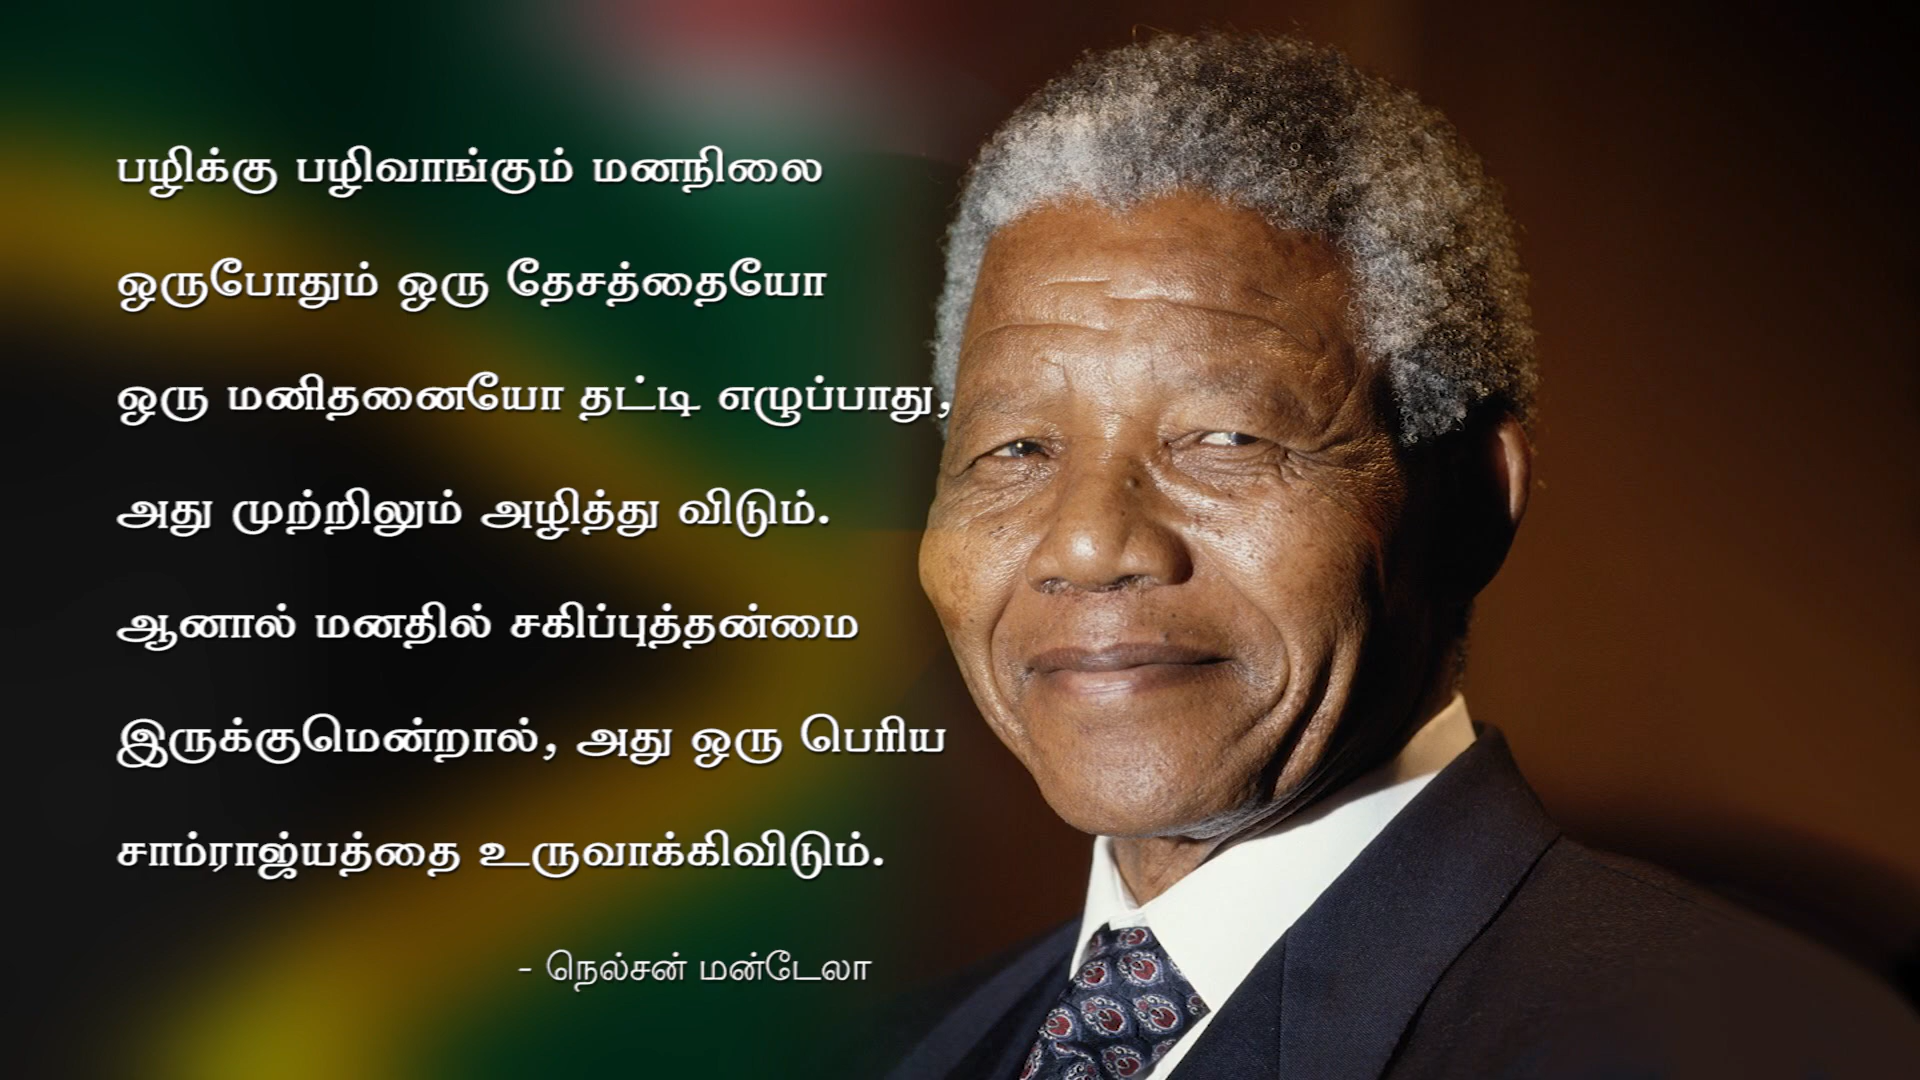 பழிக்கு பழிவாங்கும் மனநிலை
ஒருபோதும் ஒரு தேசத்தையோ
ஒரு மனிதனையோ தட்டி எழுப்பாது,
அது முற்றிலும் அழித்து விடும்.
ஆனால் மனதில் சகிப்புத்தன்மை
இருக்குமென்றால், அது ஒரு பெரிய
சாம்ராஜ்யத்தை உருவாக்கிவிடும்.
- நெல்சன் மன்டேலா